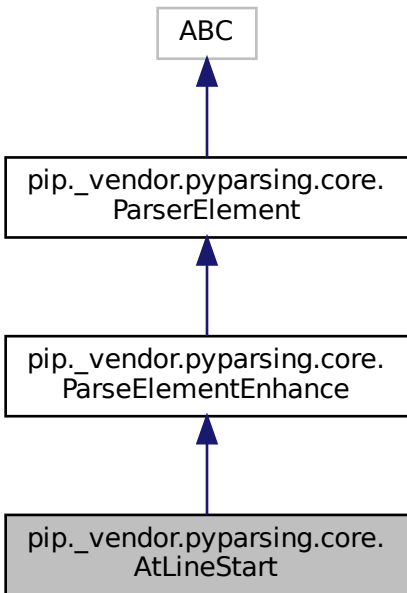 ABC
pip._vendor.pyparsing.core.
ParserElement
pip._vendor.pyparsing.core.
ParseElementEnhance
pip._vendor.pyparsing.core.
AtLineStart